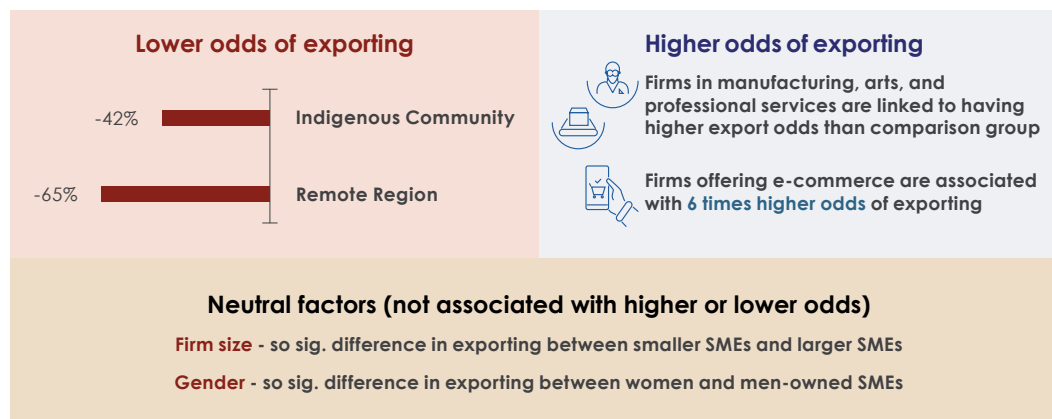 Lower odds of exporting
-42%
Indigenous Community
-65%
Remote Region
Higher odds of exporting
Firms in manufacturing, arts, and
professional services are linked to having
higher export odds than comparison group
Firms offering e-commerce are associated
with 6 times higher odds of exporting
Neutral factors (not associated with higher or lower odds)
Firm size - so sig. difference in exporting between smaller SMEs and larger SMEs
Gender - so sig. difference in exporting between women and men-owned SMEs